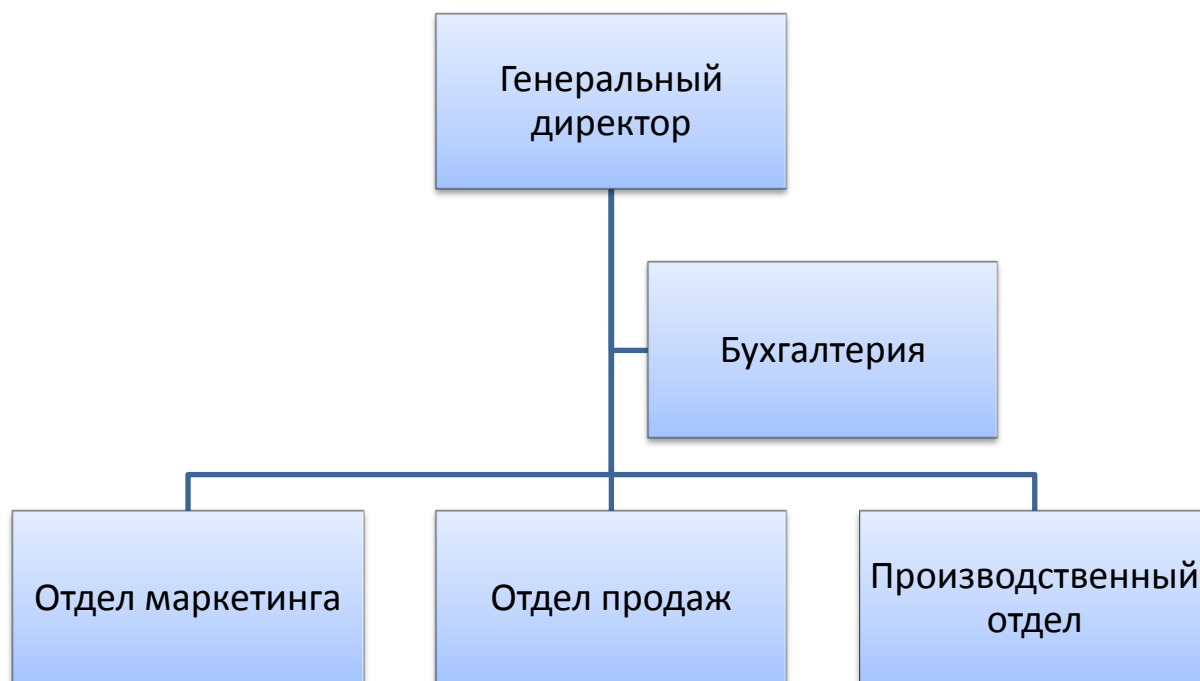 Генеральный
директор
Бухгалтерия
Отдел маркетинга
Отдел продаж
Производственный
отдел